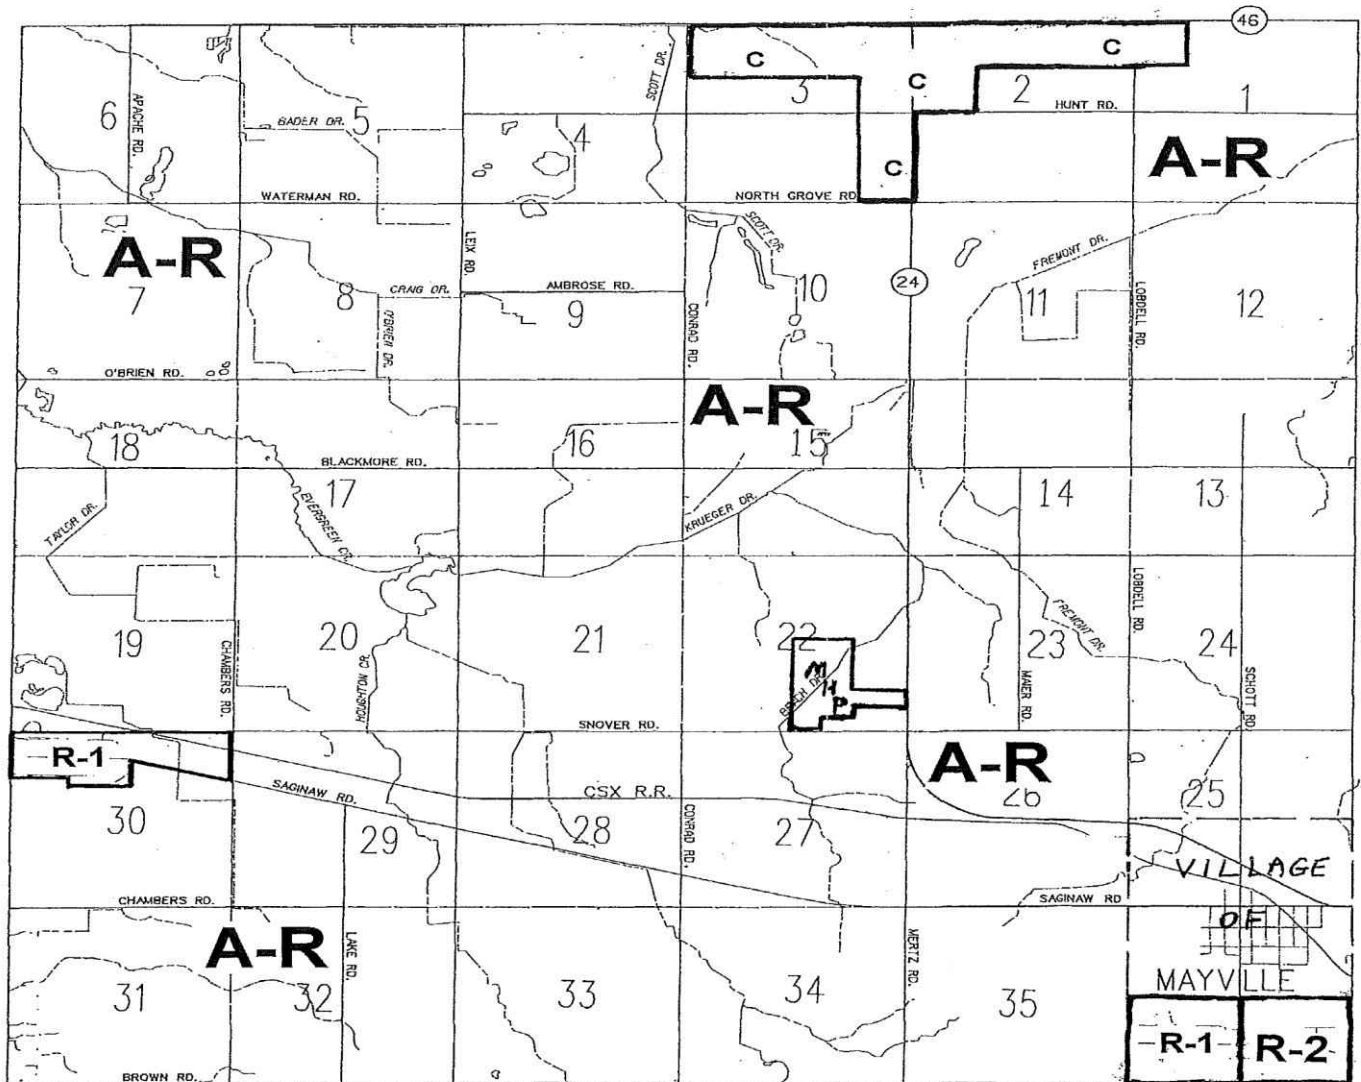 46
C
C
SCOTT DR.
3
C
2
1
6
APACHE RD.
5
HUNT RD.
BADER DR.
4
A-R
C
WATERMAN RD.
NORTH GROVE RD
SCOTT DR.
LEIX RD.
A-R
FREMONT DR.
24
7
8
CRAIG DR.
AMBROSE RD.
10
11
LOBDELL RD.
12
9
O'BRIEN DR.
CONRAD RD.
O'BRIEN RD.
A-R
18
16
15
BLACKMORE RD.
17
14
13
EVERGREEN CR.
TAYLOR DR.
KRUEGER DR.
LOBDELL RD.
FREMONT DR.
19
20
21
22
23
24
CHAMBERS RD.
HOUGHTON CR.
MHP
BIRCH DR.
MAIER RD.
SCHOTT RD.
SNOVER RD.
R-1
A-R
SAGINAW RD.
CSX R.R.
26
25
30
29
28
CONRAD RD.
27
VILLAGE
CHAMBERS RD.
SAGINAW RD
OF
A-R
LAKE RD.
MERTZ RD.
MAYVILLE
31
32
33
34
35
R-1
R-2
BROWN RD.